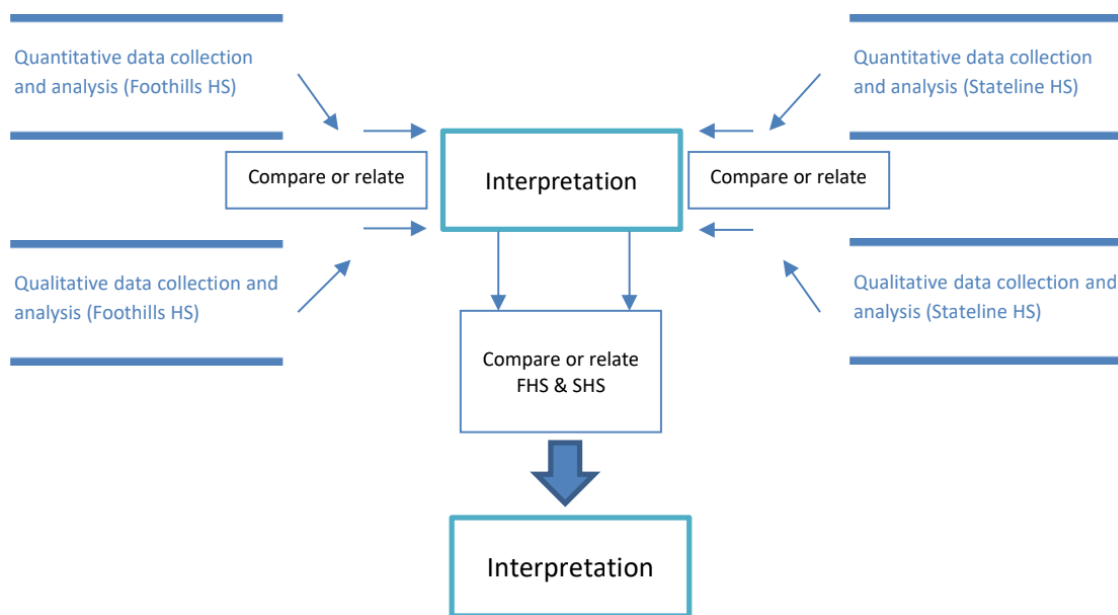 Quantitative data collection
and analysis (Foothills HS)
Quantitative data collection
and analysis (Stateline HS)
Compare or relate
Interpretation
Compare or relate
Qualitative data collection and
analysis (Foothills HS)
Qualitative data collection and
analysis (Stateline HS)
Compare or relate
FHS & SHS
Interpretation